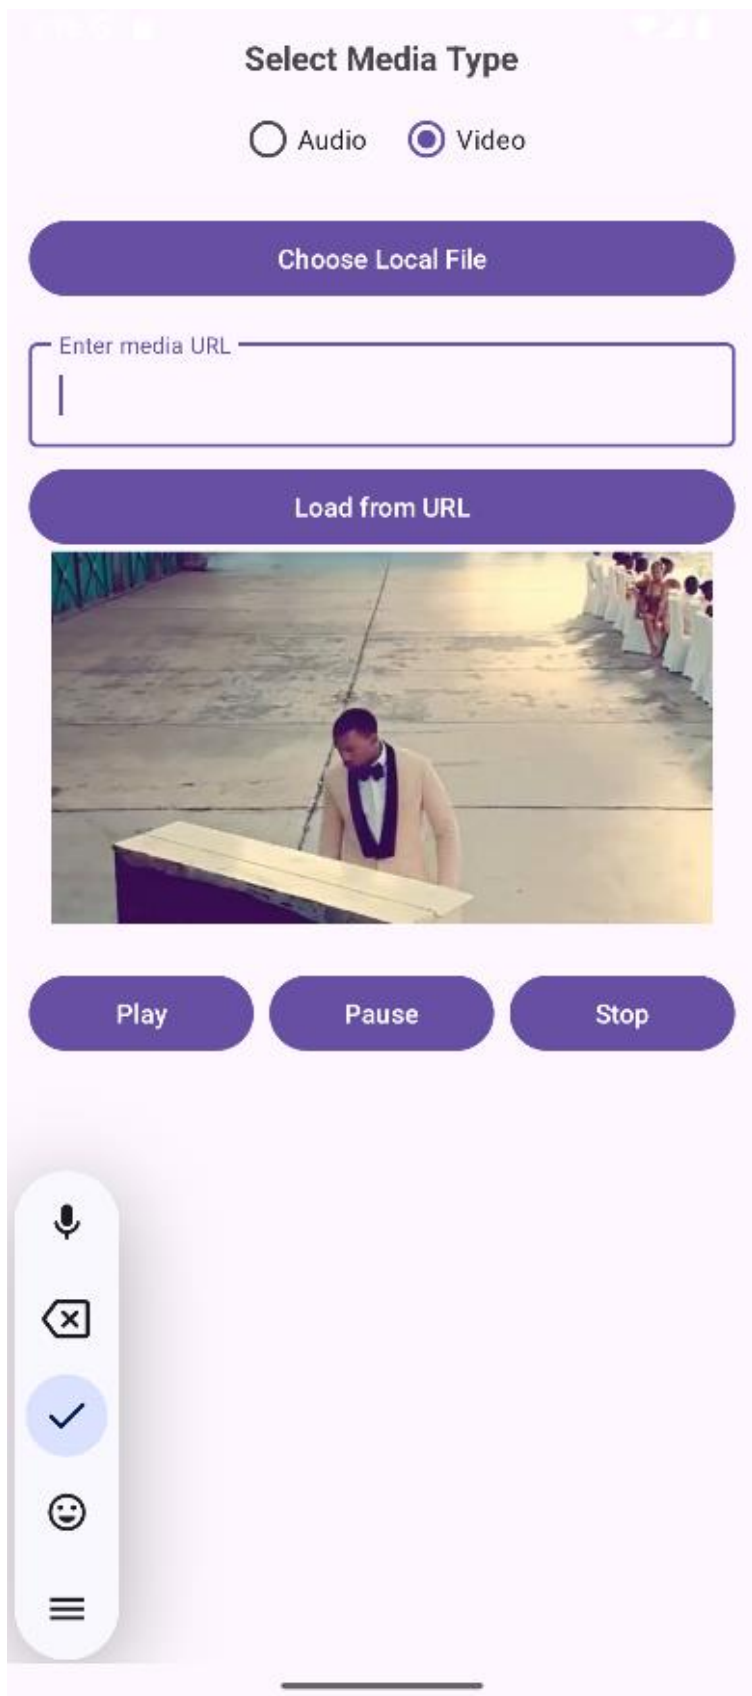 Select Media Type
Audio Video
Choose Local File
Enter media URL
Load from URL
Play Pause Stop